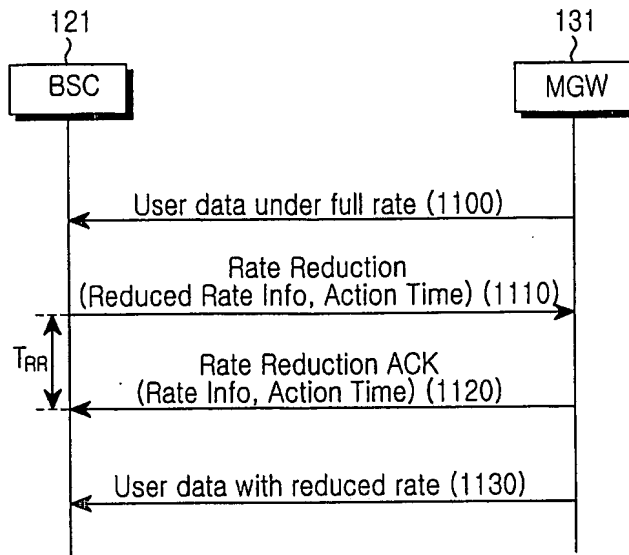 121
131
BSC
MGW
User data under full rate (1100)
Rate Reduction
(Reduced Rate Info, Action Time) (1110)
TRR
Rate Reduction ACK
(Rate Info, Action Time) (1120)
User data with reduced rate (1130)